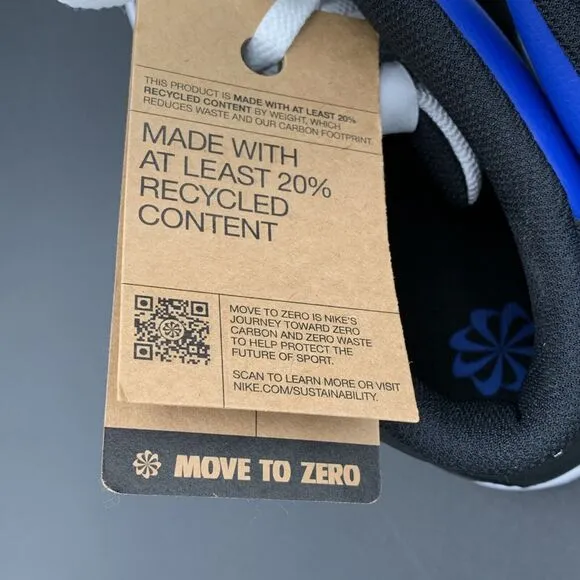 THIS PRODUCT IS MADE WITH AT LEAST 20%
RECYCLED CONTENT BY WEIGHT, WHICH
REDUCES WASTE AND OUR CARBON FOOTPRINT.
MADE WITH
AT LEAST 20%
RECYCLED
CONTENT
MOVE TO ZERO IS NIKE'S
JOURNEY TOWARD ZERO
CARBON AND ZERO WASTE
TO HELP PROTECT THE
FUTURE OF SPORT.
SCAN TO LEARN MORE OR VISIT
NIKE.COM/SUSTAINABILITY.
MOVE TO ZERO